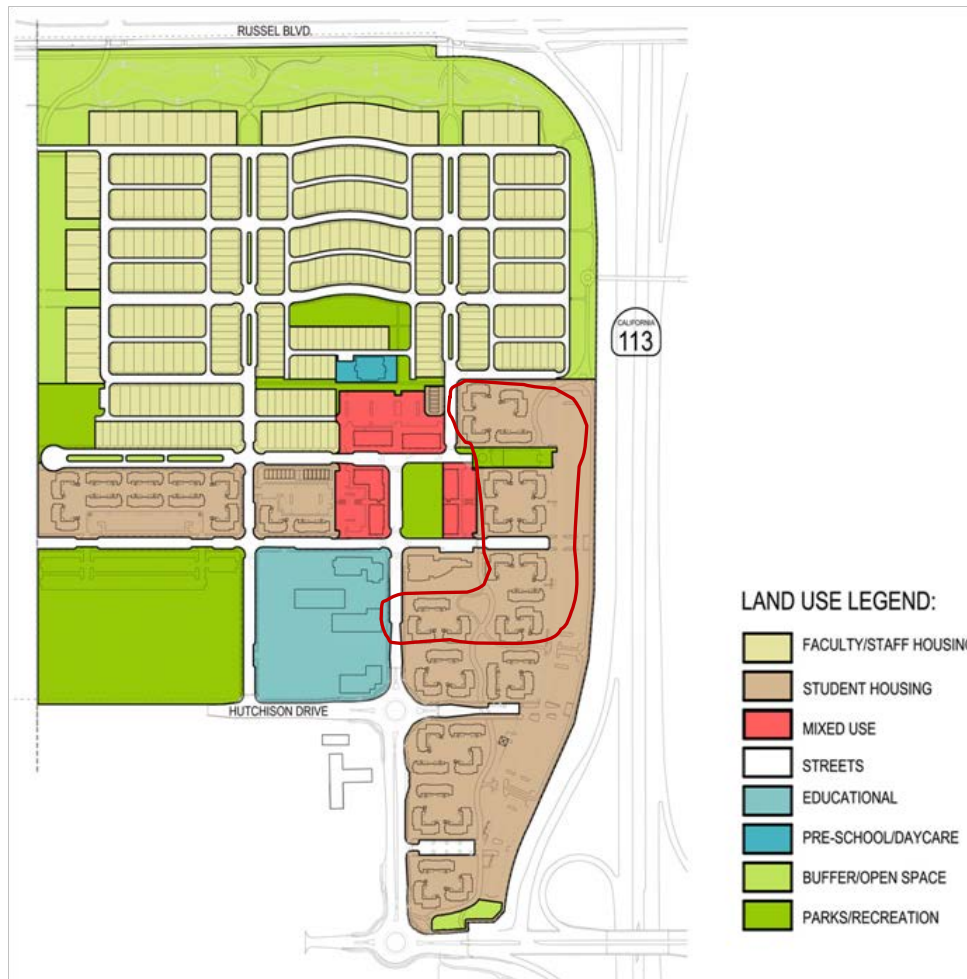 RUSSEL BLVD.
CALIFORNIA
113
HUTCHISON DRIVE
LAND USE LEGEND:
FACULTY/STAFF HOUSING
STUDENT HOUSING
MIXED USE
STREETS
EDUCATIONAL
PRE-SCHOOL/DAYCARE
BUFFER/OPEN SPACE
PARKS/RECREATION